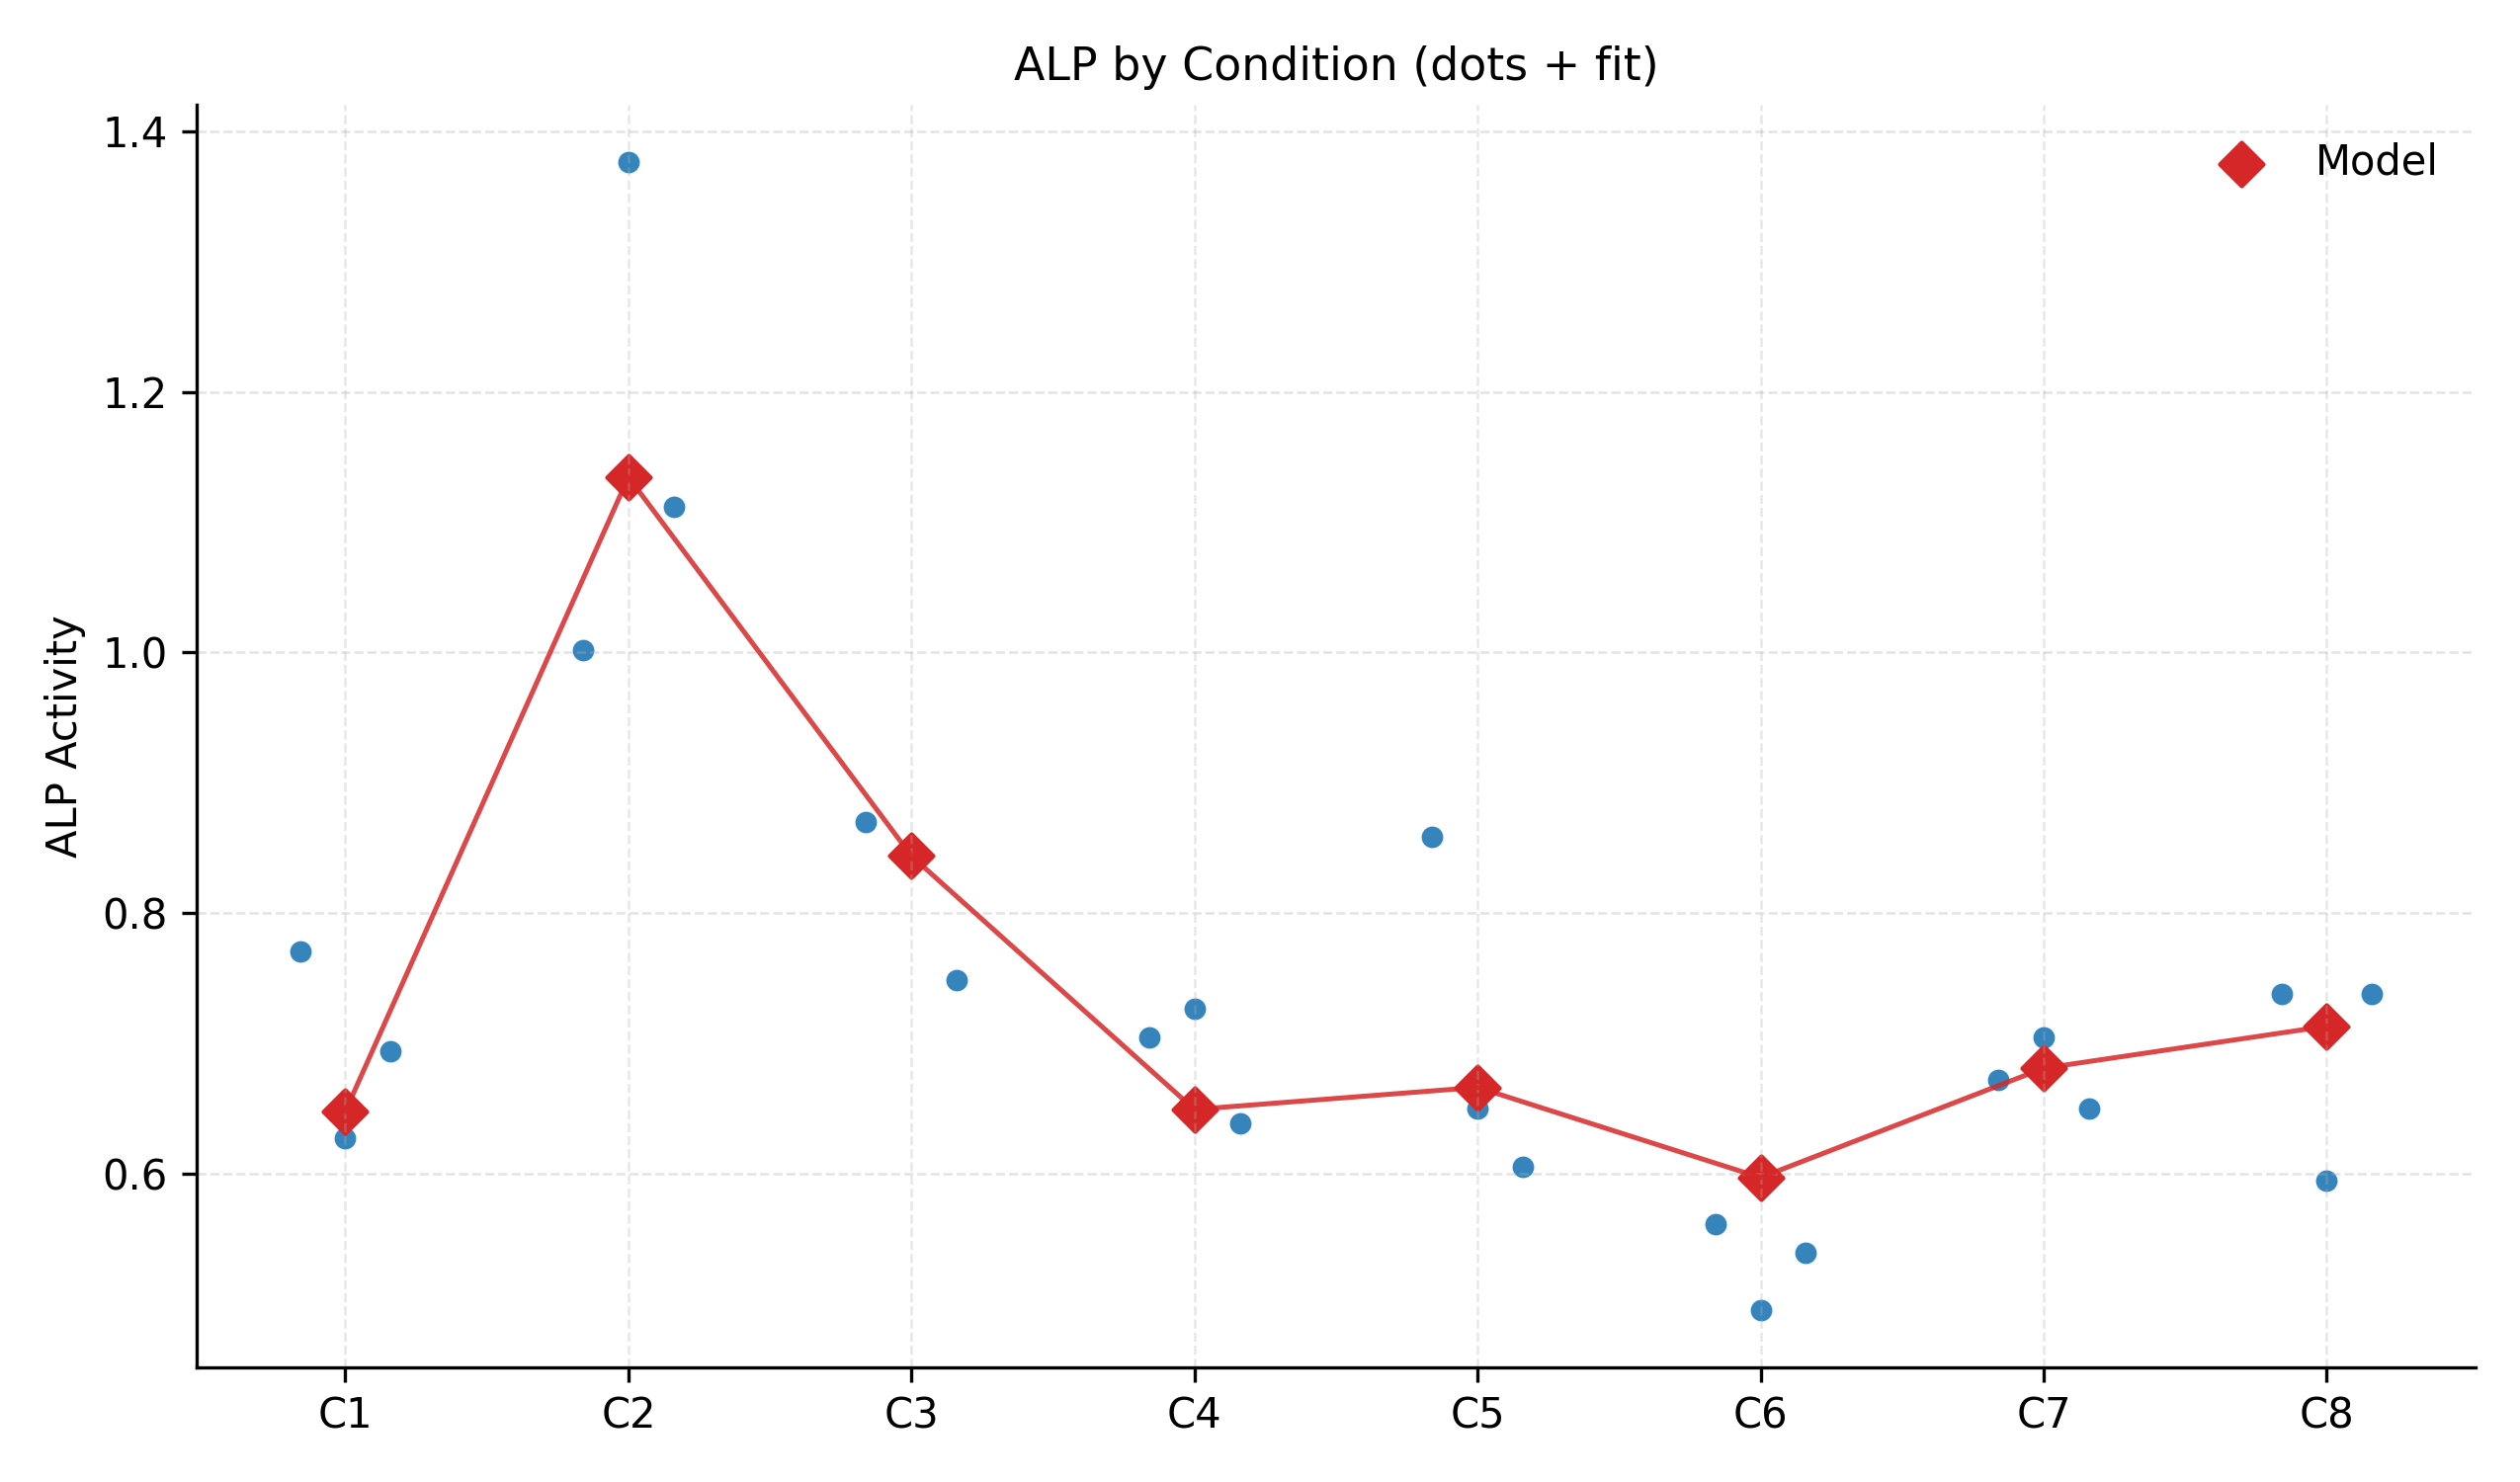 ALP by Condition (dots + fit)
Model
ALP Activity
1.4
1.2
1.0
0.8
0.6
C1 C2 C3 C4 C5 C6 C7 C8